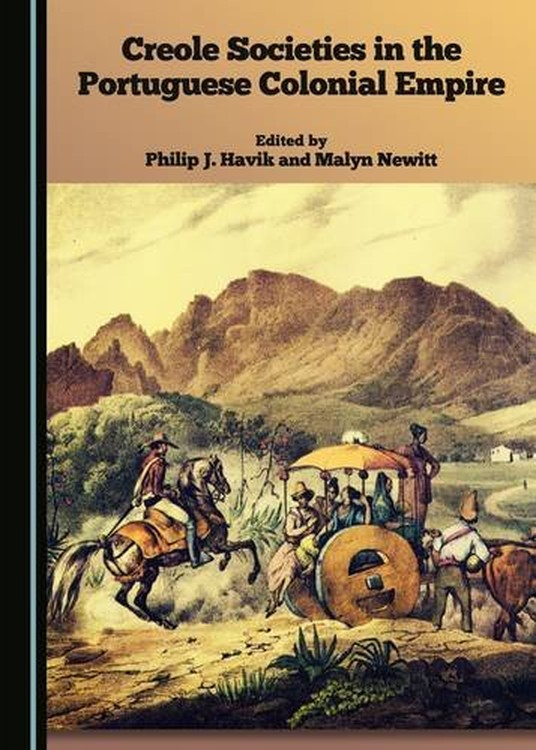 Creole Societies in the
Portuguese Colonial Empire
Edited by
Philip J. Havik and Malyn Newitt